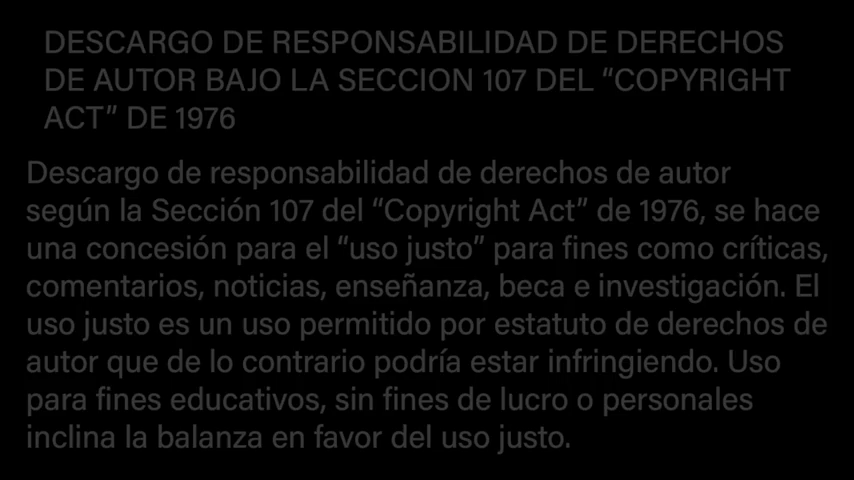 DESCARGO DE RESPONSABILIDAD DE DERECHOS
DE AUTOR BAJO LA SECCION 107 DEL “COPYRIGHT
ACT” DE 1976
Descargo de responsabilidad de derechos de autor
según la Sección 107 del “Copyright Act” de 1976, se hace
una concesión para el “uso justo” para fines como críticas,
comentarios, noticias, enseñanza, beca e investigación. El
uso justo es un uso permitido por estatuto de derechos de
autor que de lo contrario podría estar infringiendo. Uso
para fines educativos, sin fines de lucro o personales
inclina la balanza en favor del uso justo.